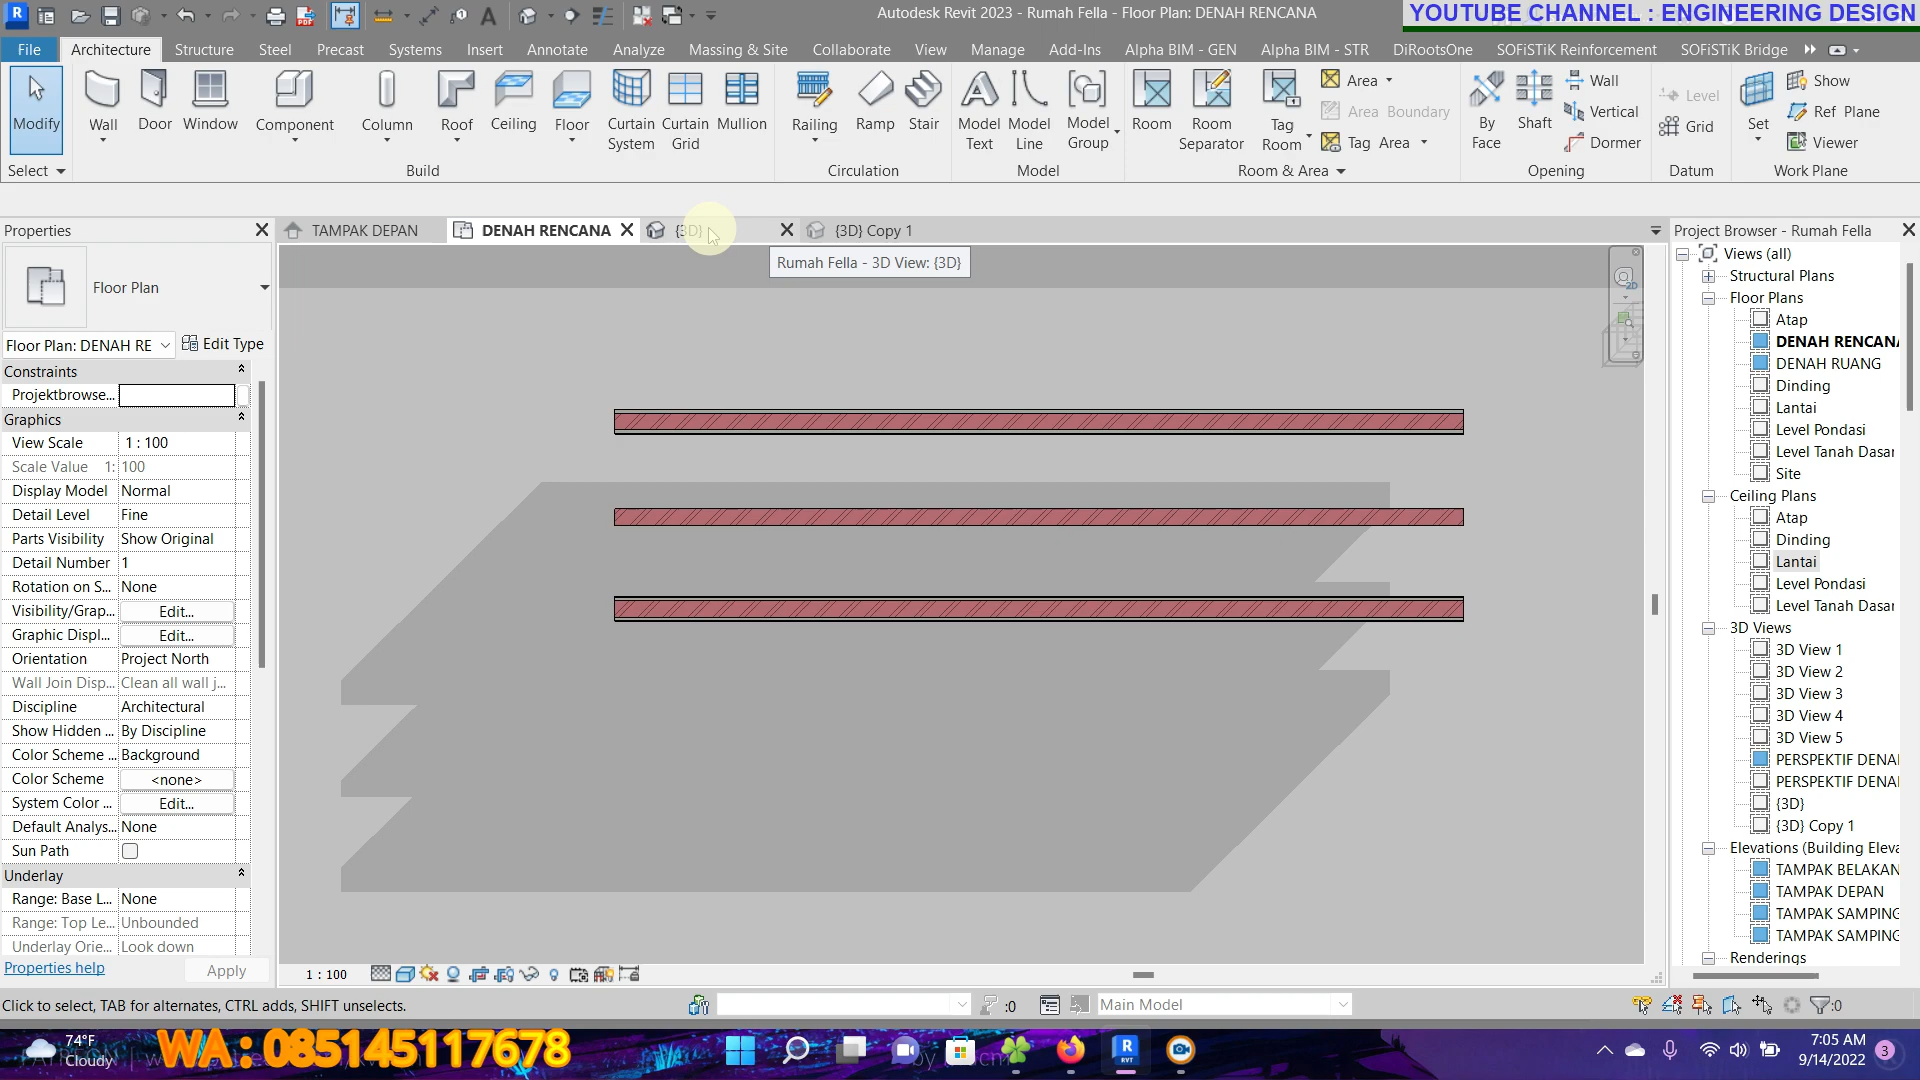 Autodesk Revit 2023 - Rumah Fella - Floor Plan: DENAH RENCANA
YOUTUBE CHANNEL : ENGINEERING DESIGN
File Architecture Structure Steel Precast Systems Insert Annotate Analyze Massing & Site Collaborate View Manage Add-Ins Alpha BIM - GEN Alpha BIM - STR DiRootsOne SOFiSTiK Reinforcement SOFiSTiK Bridge
Modify Wall Door Window Component Column Roof Ceiling Floor Curtain System Curtain Grid Mullion Railing Ramp Stair Model Text Model Line Model Group Room Room Separator Tag Room
Area
Area Boundary
Tag Area
By Face Shaft
Wall
Vertical
Dormer
Level
Grid
Set
Show
Ref Plane
Viewer
Select Build Circulation Model Room & Area Opening Datum Work Plane
Properties
TAMPAK DEPAN DENAH RENCANA {3D} {3D} Copy 1
Project Browser - Rumah Fella
Rumah Fella - 3D View: {3D}
Floor Plan
Floor Plan: DENAH RE Edit Type
Constraints
Projektbrowse...
Graphics
View Scale 1 : 100
Scale Value 1: 100
Display Model Normal
Detail Level Fine
Parts Visibility Show Original
Detail Number 1
Rotation on S... None
Visibility/Grap... Edit...
Graphic Displ... Edit...
Orientation Project North
Wall Join Disp... Clean all wall j...
Discipline Architectural
Show Hidden ... By Discipline
Color Scheme ... Background
Color Scheme <none>
System Color ... Edit...
Default Analys... None
Sun Path
Underlay
Range: Base L... None
Range: Top Le... Unbounded
Underlay Orie... Look down
Properties help Apply
2D
Views (all)
Structural Plans
Floor Plans
Atap
DENAH RENCANA
DENAH RUANG
Dinding
Lantai
Level Pondasi
Level Tanah Dasar
Site
Ceiling Plans
Atap
Dinding
Lantai
Level Pondasi
Level Tanah Dasar
3D Views
3D View 1
3D View 2
3D View 3
3D View 4
3D View 5
PERSPEKTIF DENA
PERSPEKTIF DENA
{3D}
{3D} Copy 1
Elevations (Building Eleva
TAMPAK BELAKAN
TAMPAK DEPAN
TAMPAK SAMPING
TAMPAK SAMPING
Renderings
1 : 100
Click to select, TAB for alternates, CTRL adds, SHIFT unselects.
:0
Main Model
:0
74°F
Cloudy
WA : 085145117678
R
RVT
7:05 AM
9/14/2022
3